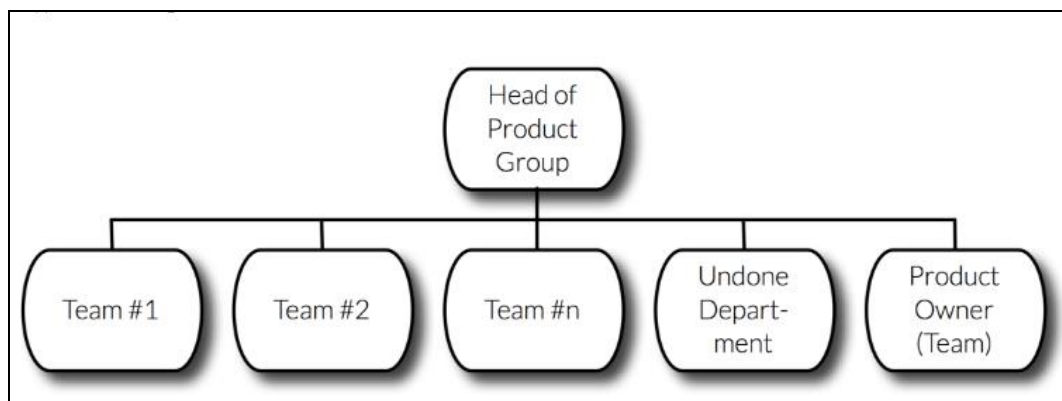 Head of
Product
Group
Team #1
Team #2
Team #n
Undone
Depart-
ment
Product
Owner
(Team)